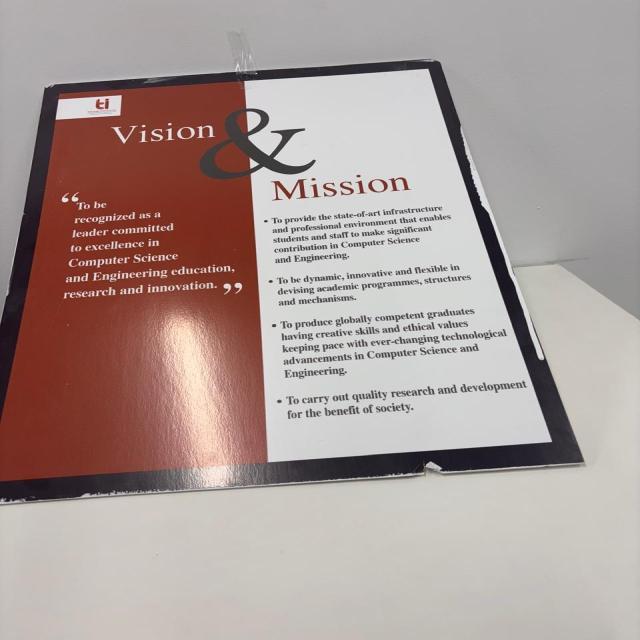 ti
Vision
&
Mission
“To be
recognized as a
leader committed
to excellence in
Computer Science
and Engineering education,
research and innovation.”
• To provide the state-of-art infrastructure
and professional environment that enables
students and staff to make significant
contribution in Computer Science
and Engineering.
• To be dynamic, innovative and flexible in
devising academic programmes, structures
and mechanisms.
• To produce globally competent graduates
having creative skills and ethical values
keeping pace with ever-changing technological
advancements in Computer Science and
Engineering.
• To carry out quality research and development
for the benefit of society.